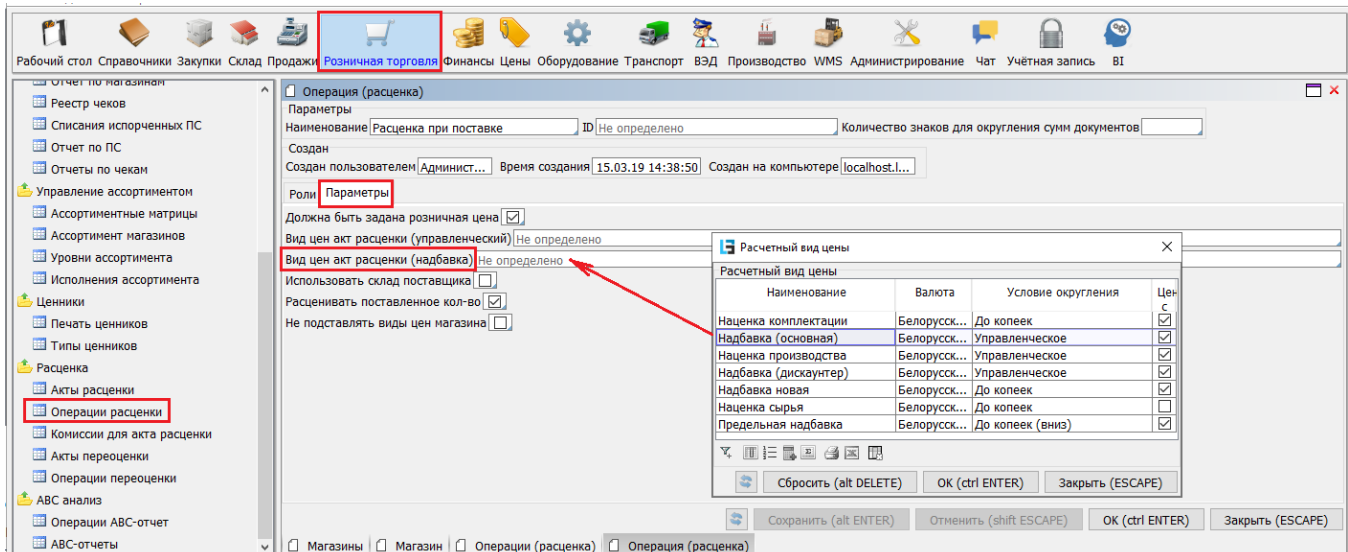 Рабочий стол Справочники Закупки Склад Продажи Розничная торговля Финансы Цены Оборудование Транспорт ВЭД Производство WMS Администрирование Чат Учётная запись BI
Отчет по магазинам
Реестр чеков
Списания испорченных ПС
Отчет по ПС
Отчеты по чекам
Управление ассортиментом
Ассортиментные матрицы
Ассортимент магазинов
Уровни ассортимента
Исполнения ассортимента
Ценники
Печать ценников
Типы ценников
Расценка
Акты расценки
Операции расценки
Комиссии для акта расценки
Акты переоценки
Операции переоценки
ABC анализ
Операции ABC-отчет
ABC-отчеты
Операция (расценка)
Параметры
Наименование Расценка при поставке ID Не определено Количество знаков для округления сумм документов
Создан
Создан пользователем Админист... Время создания 15.03.19 14:38:50 Создан на компьютере localhost.l...
Роли Параметры
Должна быть задана розничная цена
Вид цен акт расценки (управленческий) Не определено
Вид цен акт расценки (надбавка) Не определено
Использовать склад поставщика
Расценивать поставленное кол-во
Не подставлять виды цен магазина
Расчетный вид цены
Расчетный вид цены
Наименование Валюта Условие округления Цен с
Наценка комплектации Белорусск... До копеек
Надбавка (основная) Белорусск... Управленческое
Наценка производства Белорусск... Управленческое
Надбавка (дискаунтер) Белорусск... Управленческое
Надбавка новая Белорусск... До копеек
Наценка сырья Белорусск... До копеек
Предельная надбавка Белорусск... До копеек (вниз)
Сбросить (alt DELETE) OK (ctrl ENTER) Закрыть (ESCAPE)
Сохранить (alt ENTER) Отменить (shift ESCAPE) OK (ctrl ENTER) Закрыть (ESCAPE)
Магазины Магазин Операции (расценка) Операция (расценка)